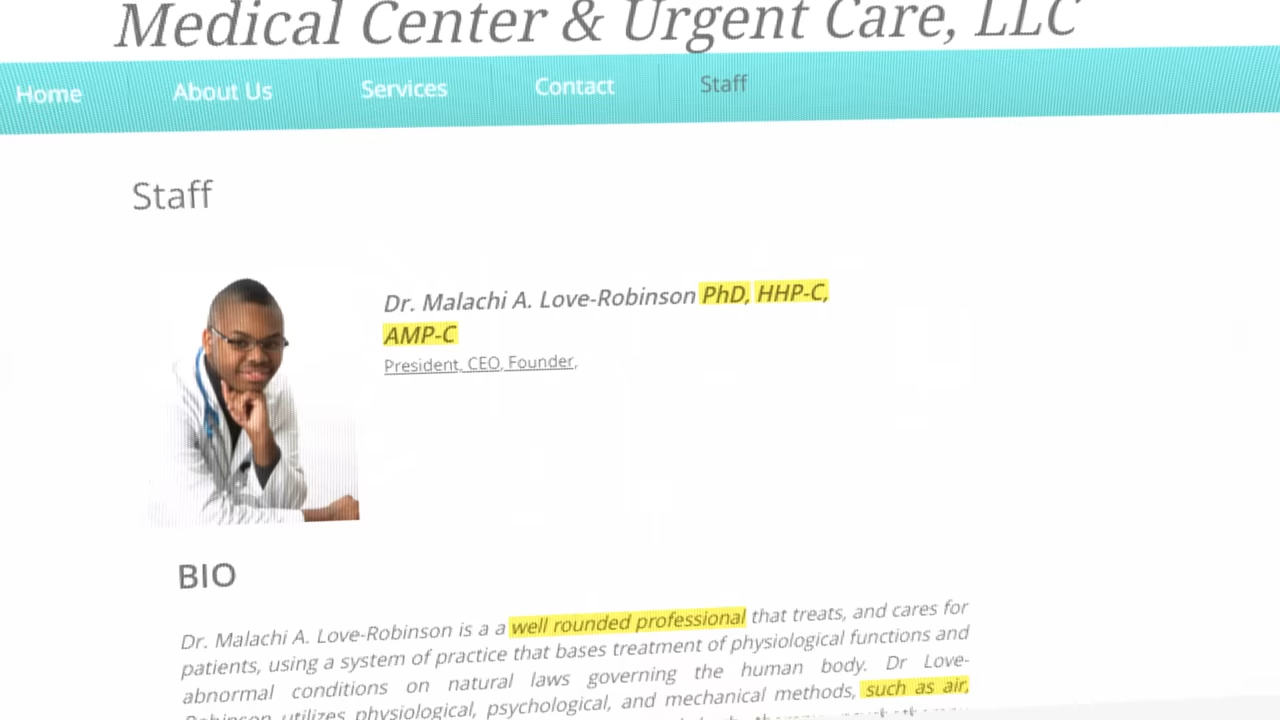 Medical Center & Urgent Care, LLC
Home About Us Services Contact Staff
Staff
Dr. Malachi A. Love-Robinson PhD, HHP-C,
AMP-C
President, CEO, Founder,
BIO
Dr. Malachi A. Love-Robinson is a a well rounded professional that treats, and cares for
patients, using a system of practice that bases treatment of physiological functions and
abnormal conditions on natural laws governing the human body. Dr Love-
Robinson utilizes physiological, psychological, and mechanical methods, such as air,